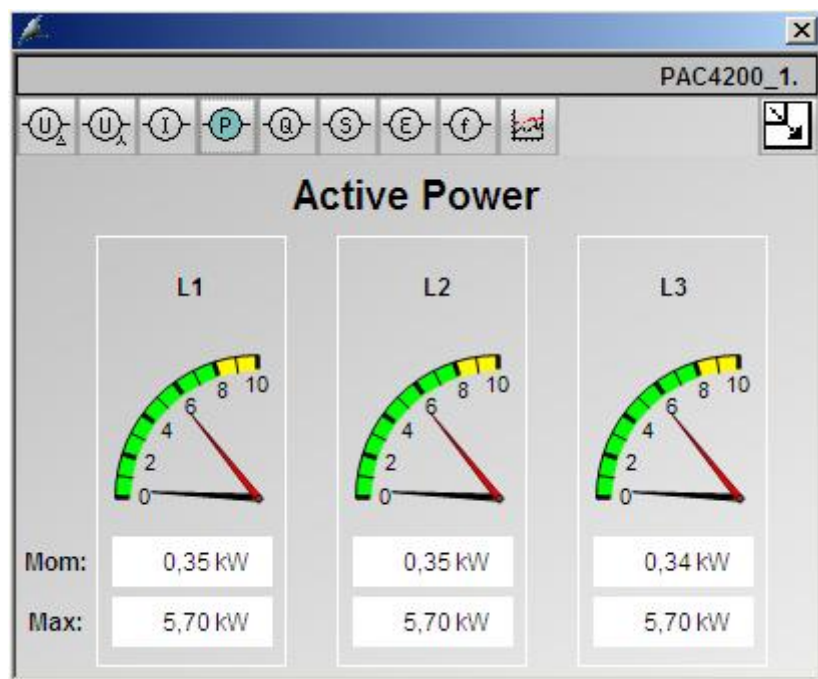 PAC4200_1.
U U I P Q S E f
Active Power
L1 L2 L3
0 2 4 6 8 10 0 2 4 6 8 10 0 2 4 6 8 10
Mom: 0,35 kW 0,35 kW 0,34 kW
Max: 5,70 kW 5,70 kW 5,70 kW